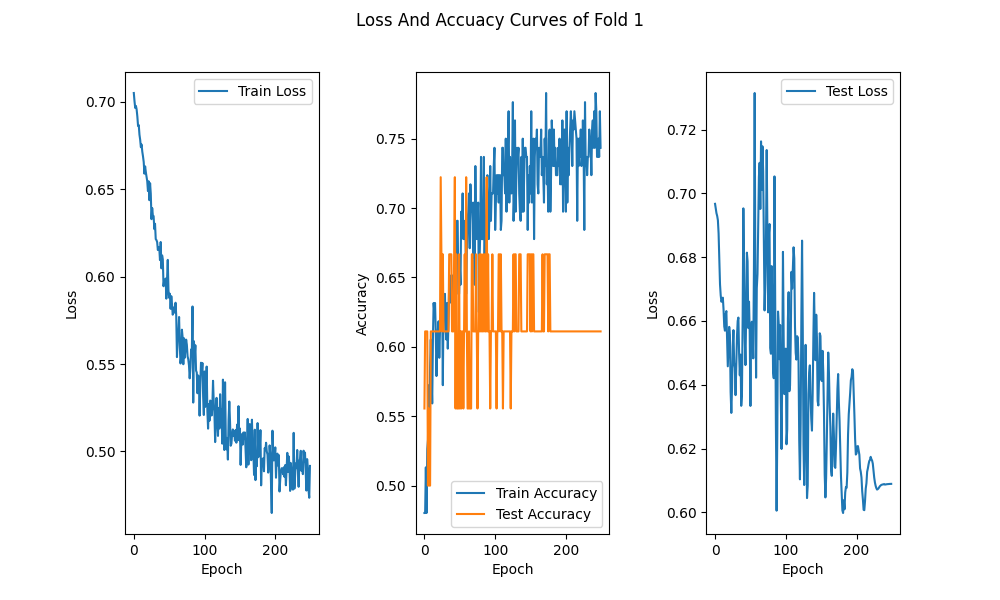 Loss And Accuacy Curves of Fold 1
Train Loss
0.70
0.65
0.60
0.55
0.50
Loss
0
100
200
Epoch
0.75
0.70
0.65
0.60
0.55
0.50
Accuracy
Train Accuracy
Test Accuracy
0
100
200
Epoch
Test Loss
0.72
0.70
0.68
0.66
0.64
0.62
0.60
Loss
0
100
200
Epoch